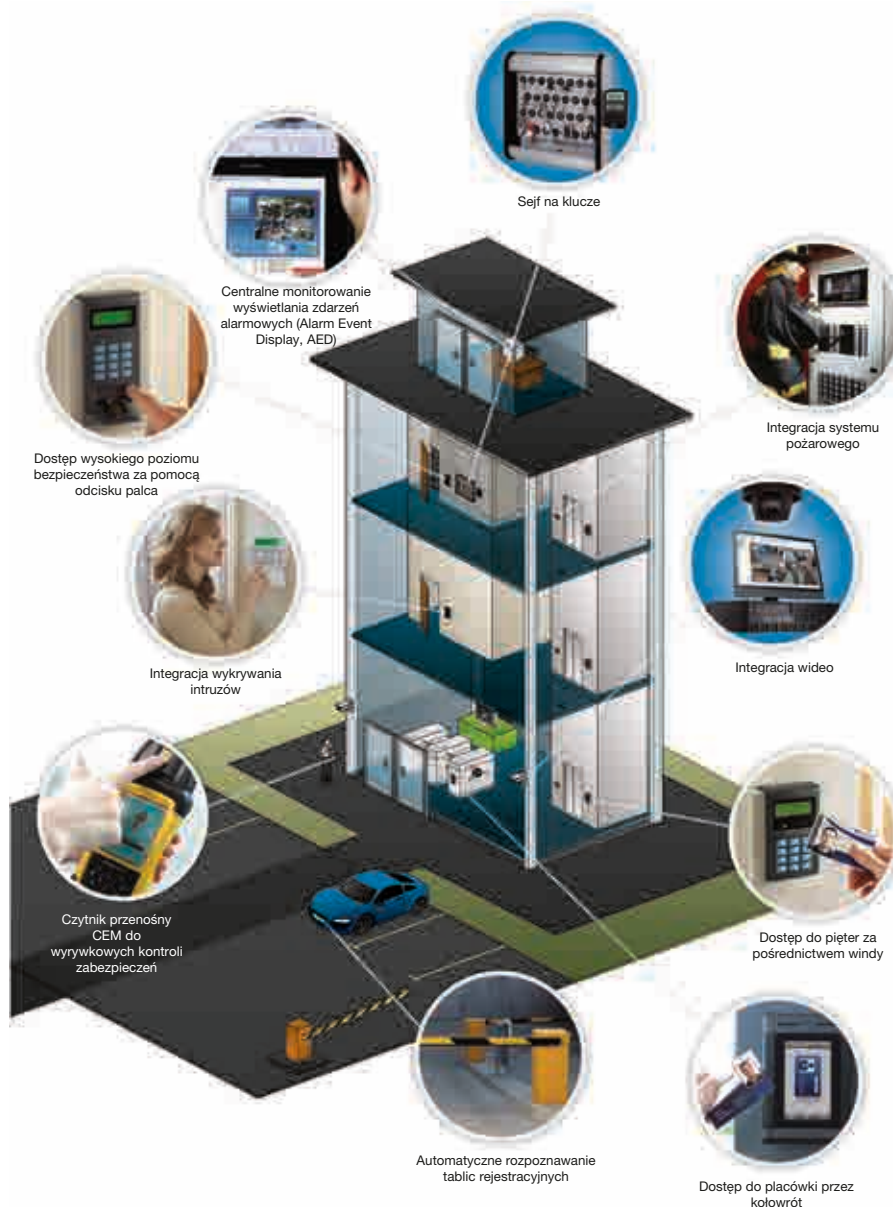 Sejf na klucze
Centralne monitorowanie
wyświetlania zdarzeń
alarmowych (Alarm Event
Display, AED)
Integracja systemu
pożarowego
Dostęp wysokiego poziomu
bezpieczeństwa za pomocą
odcisku palca
Integracja wideo
Integracja wykrywania
intruzów
Czytnik przenośny
CEM do
wyrywkowych kontroli
zabezpieczeń
Dostęp do pięter za
pośrednictwem windy
Automatyczne rozpoznawanie
tablic rejestracyjnych
Dostęp do placówki przez
kołowrót